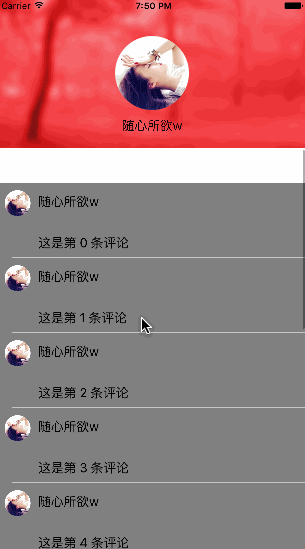 Carrier 7:50 PM
随心所欲w
随心所欲w
这是第 0 条评论
随心所欲w
这是第 1 条评论
随心所欲w
这是第 2 条评论
随心所欲w
这是第 3 条评论
随心所欲w
这是第 4 条评论